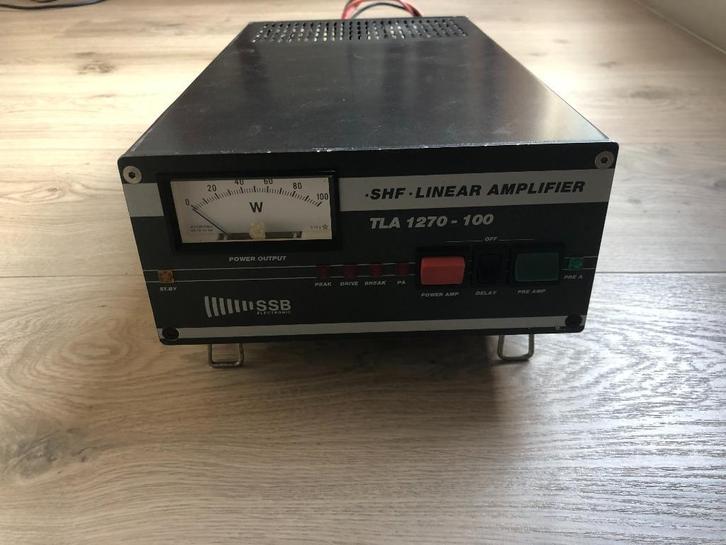 ·SHF·LINEAR AMPLIFIER
0 20 40 60 80 100
W
TLA 1270 - 100
OFF
POWER OUTPUT
ST.BY
PEAK DRIVE BREAK PA
POWER AMP DELAY PRE AMP
PRE A
SSB
ELECTRONIC